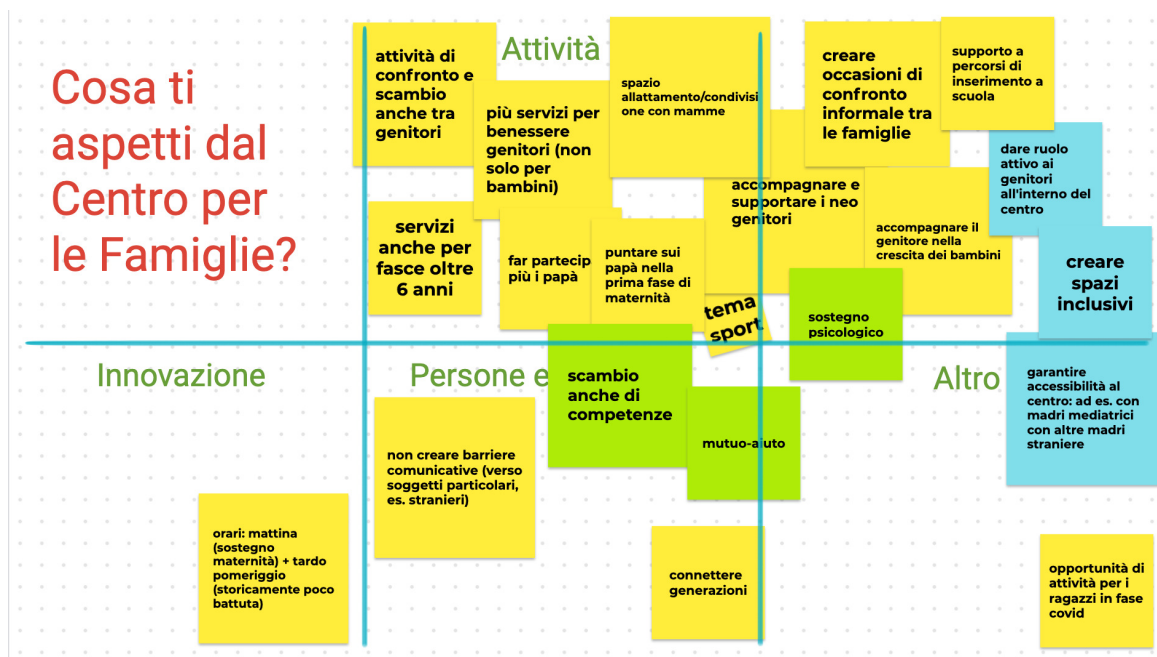 Cosa ti
aspetti dal
Centro per
le Famiglie?
Attività
attività di
confronto e
scambio
anche tra
genitori
più servizi per
benessere
genitori (non
solo per
bambini)
spazio
allattamento/condivisi
one con mamme
creare
occasioni di
confronto
informale tra
le famiglie
supporto a
percorsi di
inserimento a
scuola
dare ruolo
attivo ai
genitori
all'interno del
centro
accompagnare e
supportare i neo
genitori
accompagnare il
genitore nella
crescita dei bambini
creare
spazi
inclusivi
servizi
anche per
fasce oltre
6 anni
far partecip
più i papà
puntare sui
papà nella
prima fase di
maternità
tema
sport
sostegno
psicologico
Innovazione
Persone e
Altro
scambio
anche di
competenze
mutuo-aiuto
garantire
accessibilità al
centro: ad es. con
madri mediatrici
con altre madri
straniere
non creare barriere
comunicative (verso
soggetti particolari,
es. stranieri)
orari: mattina
(sostegno
maternità) + tardo
pomeriggio
(storicamente poco
battuta)
connettere
generazioni
opportunità di
attività per i
ragazzi in fase
covid